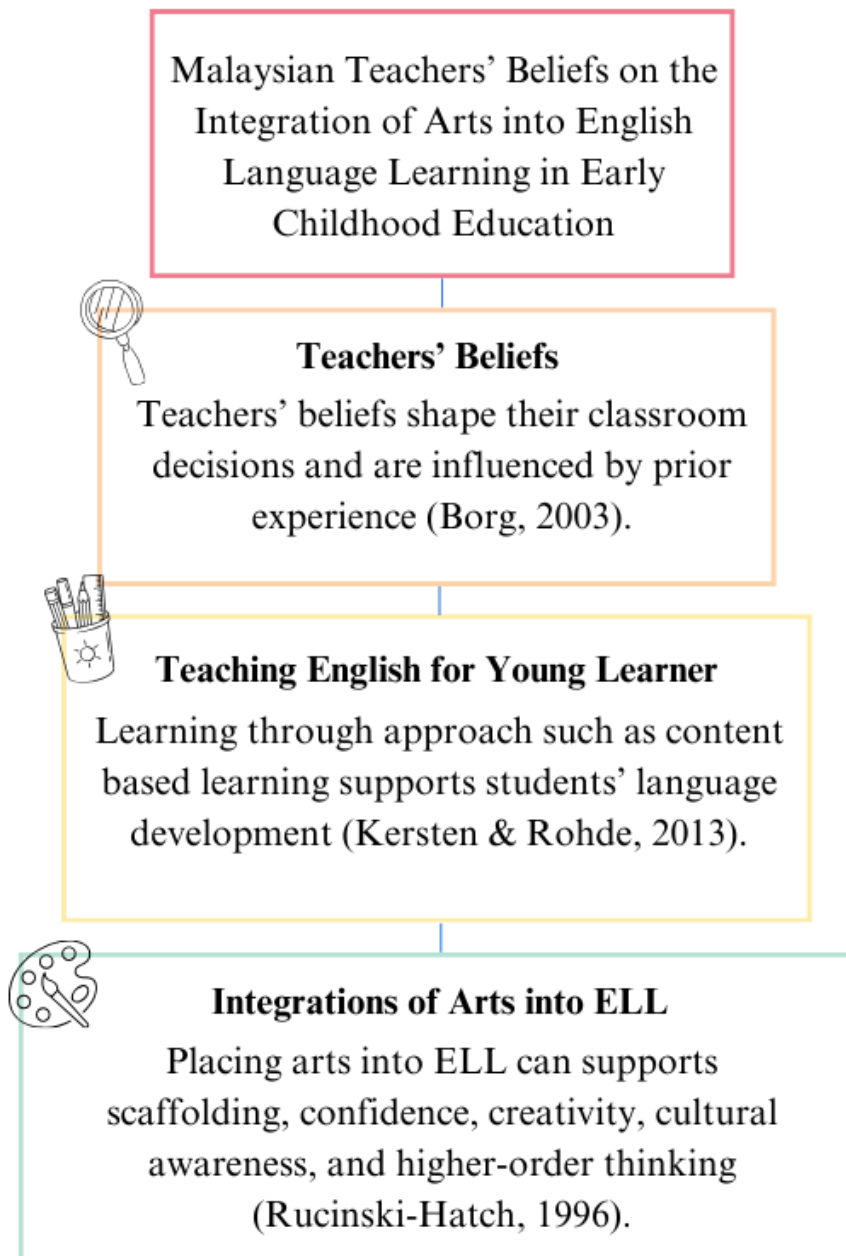 Malaysian Teachers’ Beliefs on the
Integration of Arts into English
Language Learning in Early
Childhood Education
Teachers’ Beliefs
Teachers’ beliefs shape their classroom
decisions and are influenced by prior
experience (Borg, 2003).
Teaching English for Young Learner
Learning through approach such as content
based learning supports students’ language
development (Kersten & Rohde, 2013).
Integrations of Arts into ELL
Placing arts into ELL can supports
scaffolding, confidence, creativity, cultural
awareness, and higher-order thinking
(Rucinski-Hatch, 1996).